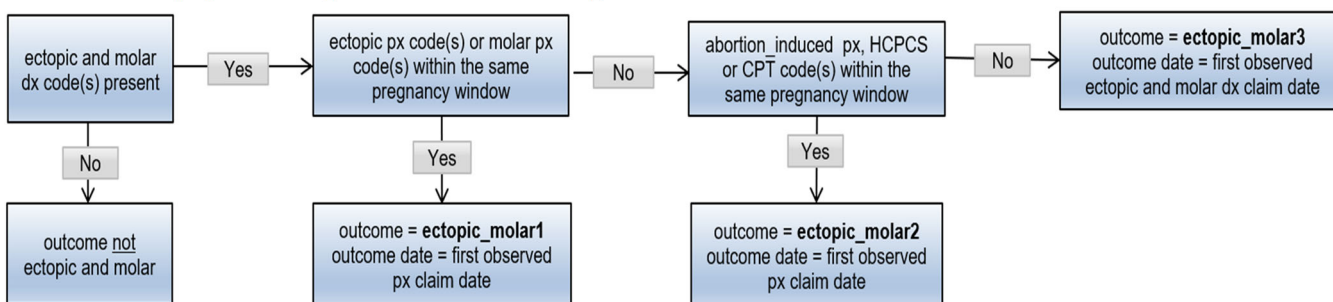 ectopic and molar
dx code(s) present
Yes
ectopic px code(s) or molar px
code(s) within the same
pregnancy window
No
abortion_induced px, HCPCS
or CPT code(s) within the
same pregnancy window
No
outcome = ectopic_molar3
outcome date = first observed
ectopic and molar dx claim date
No
Yes
Yes
outcome not
ectopic and molar
outcome = ectopic_molar1
outcome date = first observed
px claim date
outcome = ectopic_molar2
outcome date = first observed
px claim date